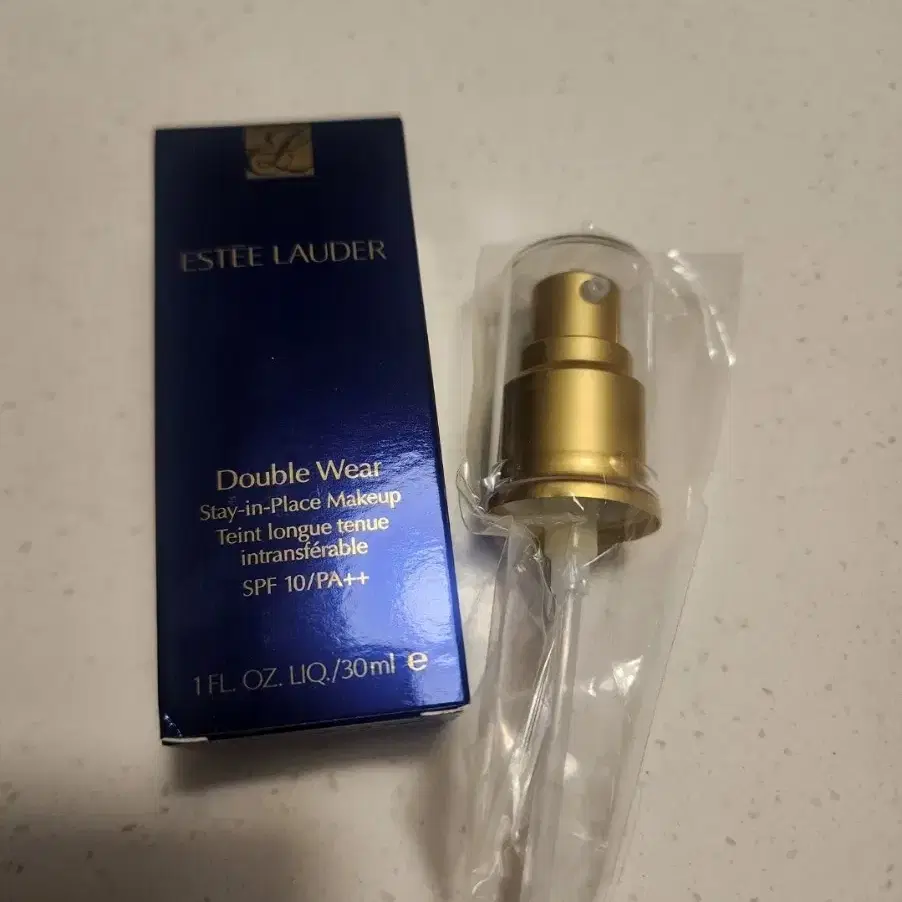 ESTĒE LAUDER
Double Wear
Stay-in-Place Makeup
Teint longue tenue
intransférable
SPF 10/PA++
1 FL. OZ. LIQ./30ml e